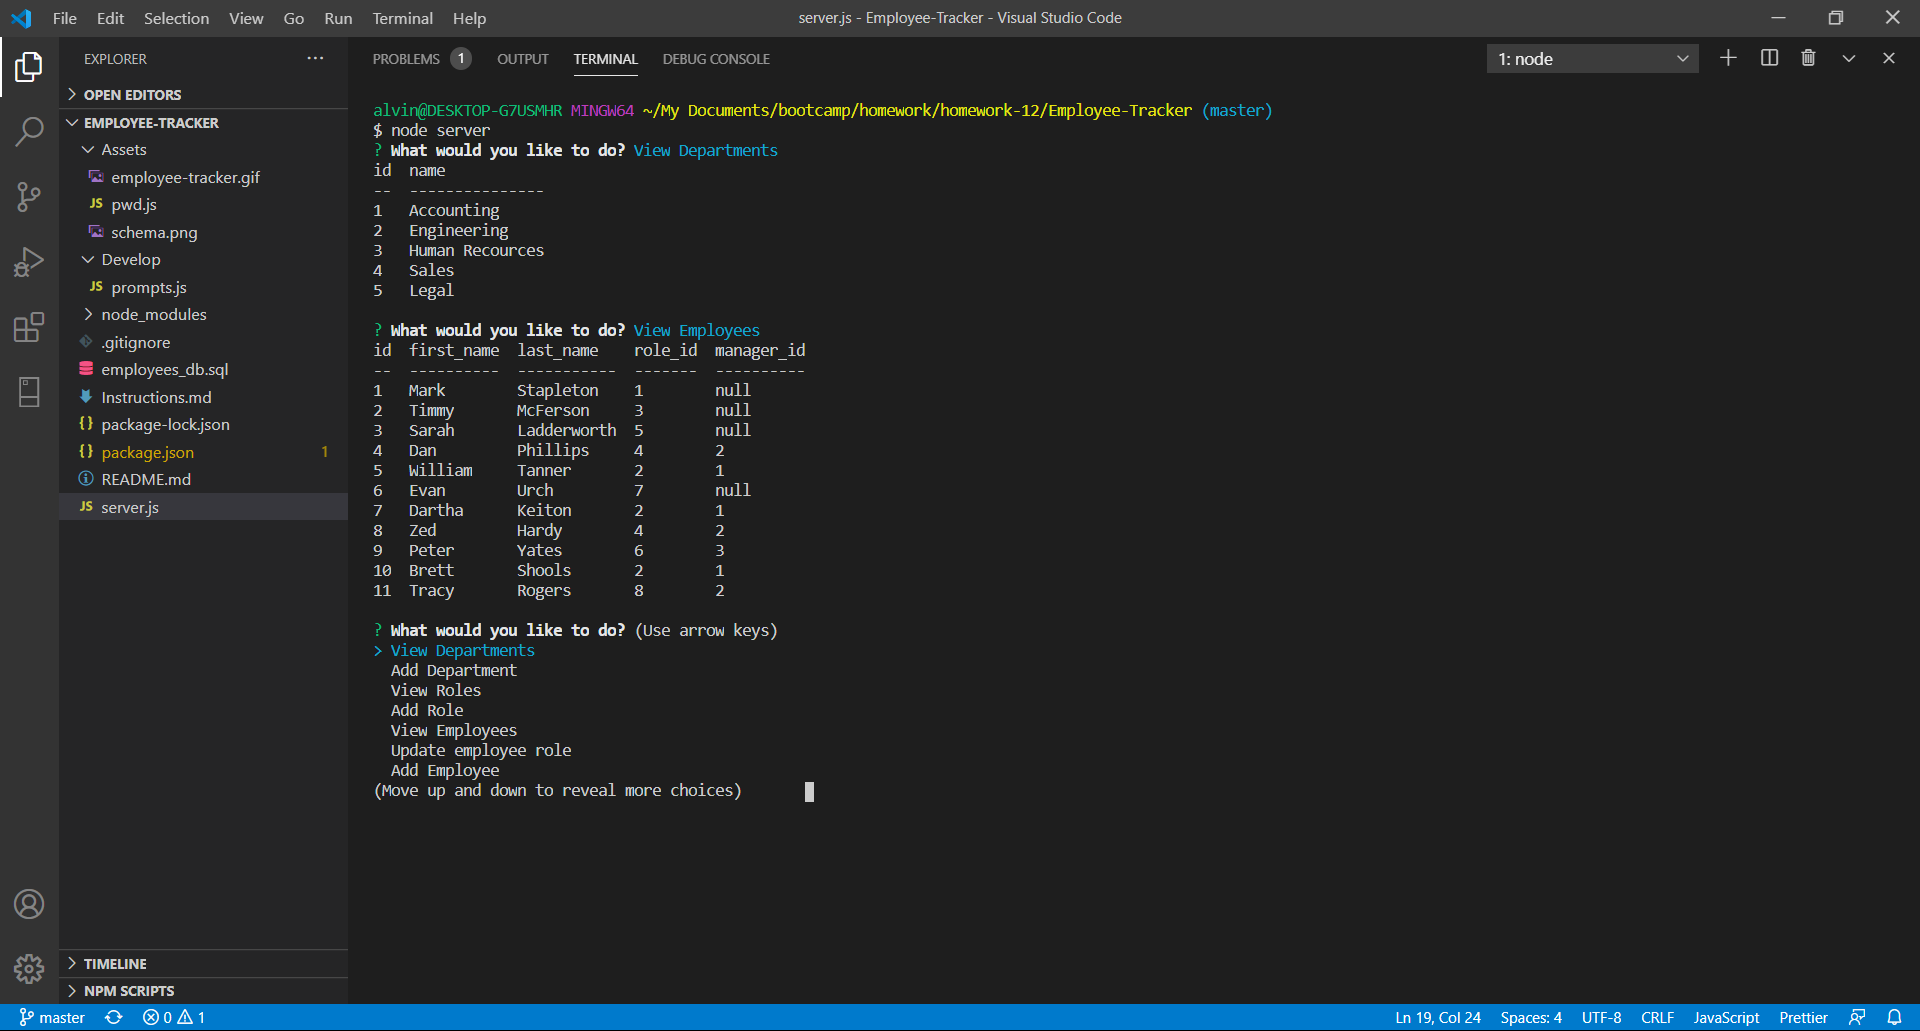 File Edit Selection View Go Run Terminal Help
server.js - Employee-Tracker - Visual Studio Code
EXPLORER
OPEN EDITORS
EMPLOYEE-TRACKER
Assets
employee-tracker.gif
JS pwd.js
schema.png
Develop
JS prompts.js
node_modules
.gitignore
employees_db.sql
Instructions.md
{} package-lock.json
{} package.json 1
README.md
JS server.js
TIMELINE
NPM SCRIPTS
PROBLEMS 1 OUTPUT TERMINAL DEBUG CONSOLE
1: node
alvin@DESKTOP-G7USMHR MINGW64 ~/My Documents/bootcamp/homework/homework-12/Employee-Tracker (master)
$ node server
? What would you like to do? View Departments
id name
-- ---------------
1 Accounting
2 Engineering
3 Human Recources
4 Sales
5 Legal
? What would you like to do? View Employees
id first_name last_name role_id manager_id
-- ---------- ----------- ------- ----------
1 Mark Stapleton 1 null
2 Timmy McFerson 3 null
3 Sarah Ladderworth 5 null
4 Dan Phillips 4 2
5 William Tanner 2 1
6 Evan Urch 7 null
7 Dartha Keiton 2 1
8 Zed Hardy 4 2
9 Peter Yates 6 3
10 Brett Shools 2 1
11 Tracy Rogers 8 2
? What would you like to do? (Use arrow keys)
> View Departments
Add Department
View Roles
Add Role
View Employees
Update employee role
Add Employee
(Move up and down to reveal more choices)
master 0 1 Ln 19, Col 24 Spaces: 4 UTF-8 CRLF JavaScript Prettier